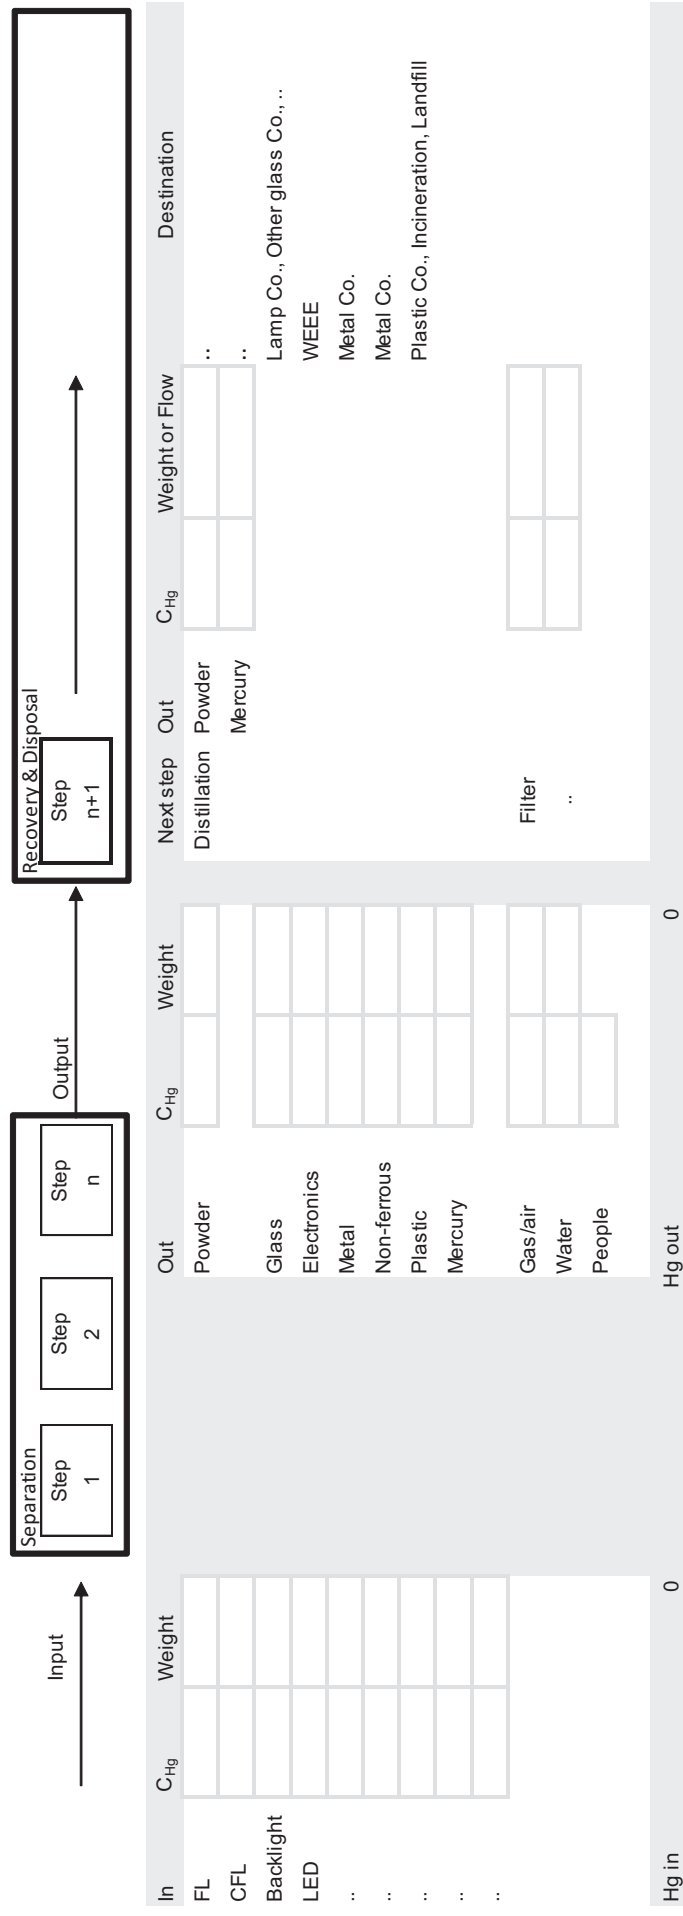 Input
Separation
Step 1
Step 2
Step n
Output
Recovery & Disposal
Step n+1
In CHg Weight Out CHg Weight Next step Out CHg Weight or Flow Destination
FL Powder Distillation Powder ..
CFL Mercury ..
Backlight Glass Lamp Co., Other glass Co., ..
LED Electronics WEEE
.. Metal Metal Co.
.. Non-ferrous Metal Co.
.. Plastic Plastic Co., Incineration, Landfill
.. Mercury
..
Gas/air Filter
Water ..
People
Hg in 0 Hg out 0